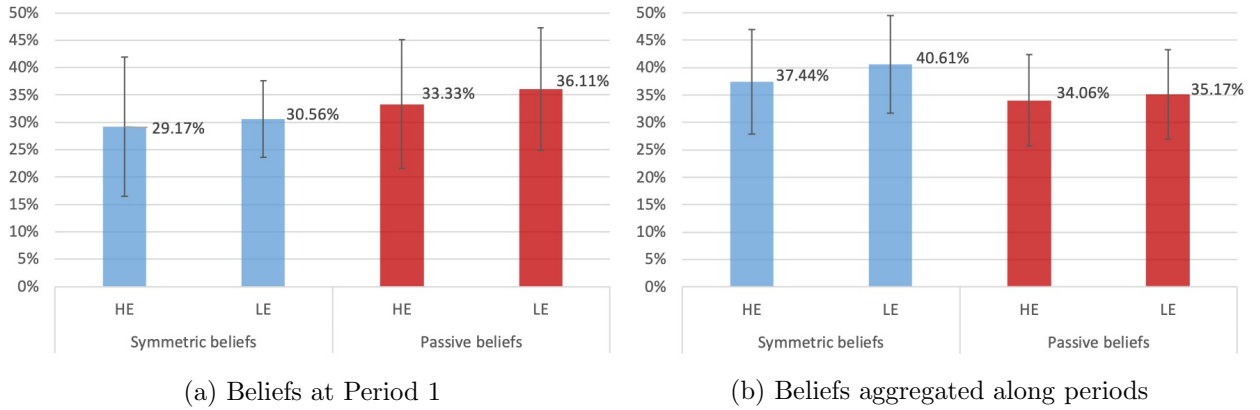 50%
45%
40%
35%
30%
25%
20%
15%
10%
5%
0%
29.17%
30.56%
33.33%
36.11%
HE
LE
HE
LE
Symmetric beliefs
Passive beliefs
(a) Beliefs at Period 1
50%
45%
40%
35%
30%
25%
20%
15%
10%
5%
0%
37.44%
40.61%
34.06%
35.17%
HE
LE
HE
LE
Symmetric beliefs
Passive beliefs
(b) Beliefs aggregated along periods